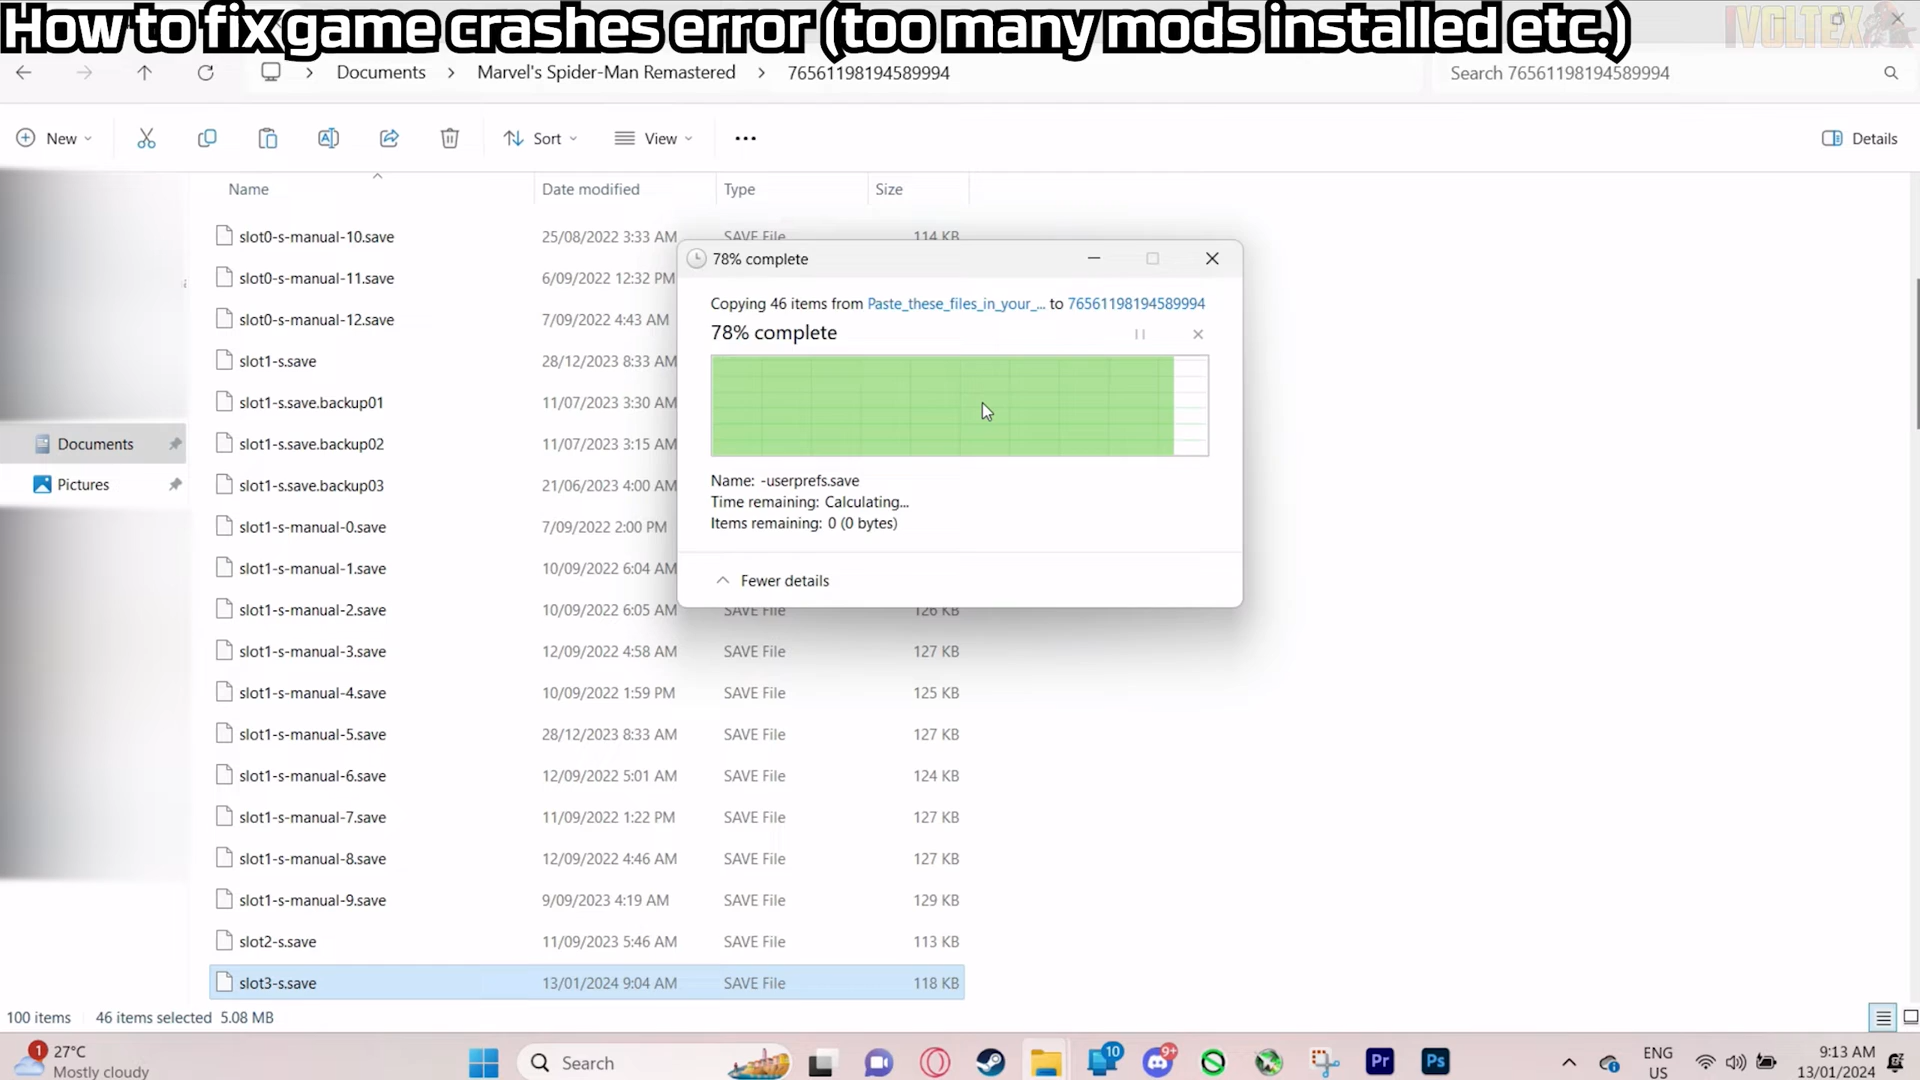 How to fix game crashes error (too many mods installed etc.)
IVOLTEX
Documents > Marvel's Spider-Man Remastered > 76561198194589994
Search 76561198194589994
New
Sort
View
Details
Name
Date modified
Type
Size
slot0-s-manual-10.save 25/08/2022 3:33 AM SAVE File 114 KB
slot0-s-manual-11.save 6/09/2022 12:32 PM
slot0-s-manual-12.save 7/09/2022 4:43 AM
slot1-s.save 28/12/2023 8:33 AM
slot1-s.save.backup01 11/07/2023 3:30 AM
slot1-s.save.backup02 11/07/2023 3:15 AM
slot1-s.save.backup03 21/06/2023 4:00 AM
slot1-s-manual-0.save 7/09/2022 2:00 PM
slot1-s-manual-1.save 10/09/2022 6:04 AM
slot1-s-manual-2.save 10/09/2022 6:05 AM SAVE File 126 KB
slot1-s-manual-3.save 12/09/2022 4:58 AM SAVE File 127 KB
slot1-s-manual-4.save 10/09/2022 1:59 PM SAVE File 125 KB
slot1-s-manual-5.save 28/12/2023 8:33 AM SAVE File 127 KB
slot1-s-manual-6.save 12/09/2022 5:01 AM SAVE File 124 KB
slot1-s-manual-7.save 11/09/2022 1:22 PM SAVE File 127 KB
slot1-s-manual-8.save 12/09/2022 4:46 AM SAVE File 127 KB
slot1-s-manual-9.save 9/09/2023 4:19 AM SAVE File 129 KB
slot2-s.save 11/09/2023 5:46 AM SAVE File 113 KB
slot3-s.save 13/01/2024 9:04 AM SAVE File 118 KB
Documents
Pictures
78% complete
Copying 46 items from Paste_these_files_in_your_... to 76561198194589994
78% complete
Name: -userprefs.save
Time remaining: Calculating...
Items remaining: 0 (0 bytes)
Fewer details
100 items 46 items selected 5.08 MB
1
27°C
Mostly cloudy
Search
10
9+
Pr
Ps
ENG
US
9:13 AM
13/01/2024